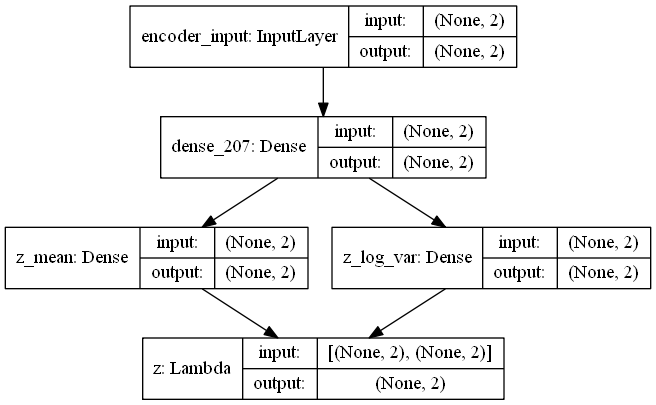 encoder_input: InputLayer
input: (None, 2)
output: (None, 2)
dense_207: Dense
input: (None, 2)
output: (None, 2)
z_mean: Dense
input: (None, 2)
output: (None, 2)
z_log_var: Dense
input: (None, 2)
output: (None, 2)
z: Lambda
input: [(None, 2), (None, 2)]
output: (None, 2)